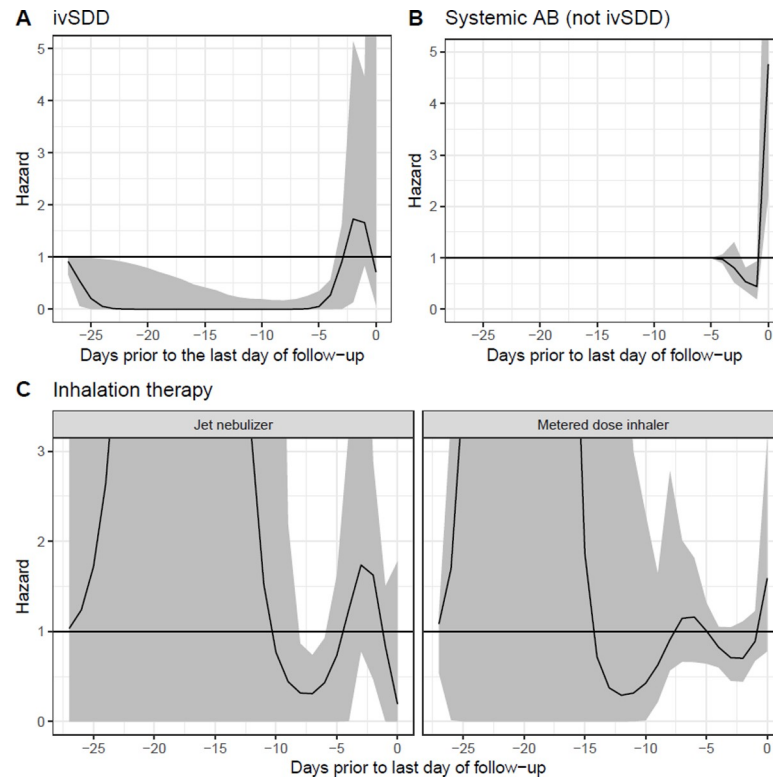 A ivSDD
B Systemic AB (not ivSDD)
5
4
3
2
1
0
Hazard
−25 −20 −15 −10 −5 0
Days prior to the last day of follow−up
5
4
3
2
1
0
Hazard
−25 −20 −15 −10 −5 0
Days prior to last day of follow−up
C Inhalation therapy
Jet nebulizer
Metered dose inhaler
3
2
1
0
Hazard
−25 −20 −15 −10 −5 0
−25 −20 −15 −10 −5 0
Days prior to last day of follow−up